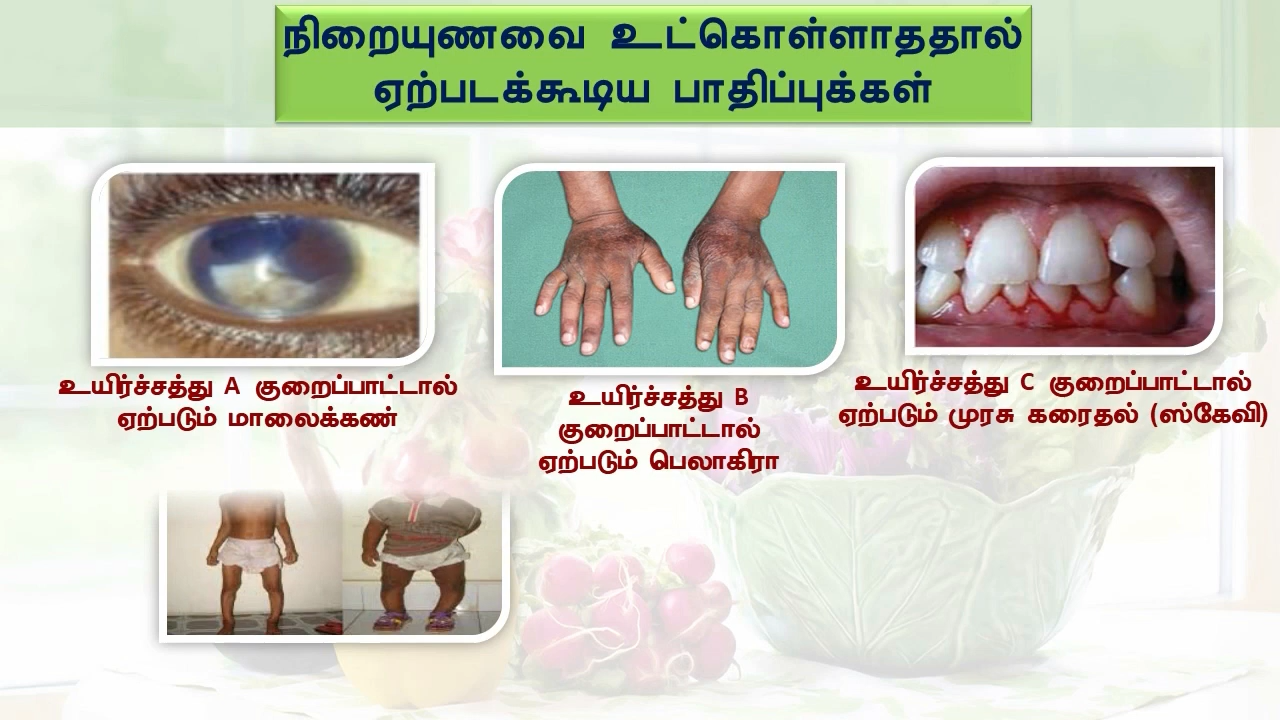 நிறையுணவை உட்கொள்ளாததால்
ஏற்படக்கூடிய பாதிப்புக்கள்
உயிர்ச்சத்து A குறைப்பாட்டால்
ஏற்படும் மாலைக்கண்
உயிர்ச்சத்து B
குறைப்பாட்டால்
ஏற்படும் பெலாகிரா
உயிர்ச்சத்து C குறைப்பாட்டால்
ஏற்படும் முரசு கரைதல் (ஸ்கேவி)